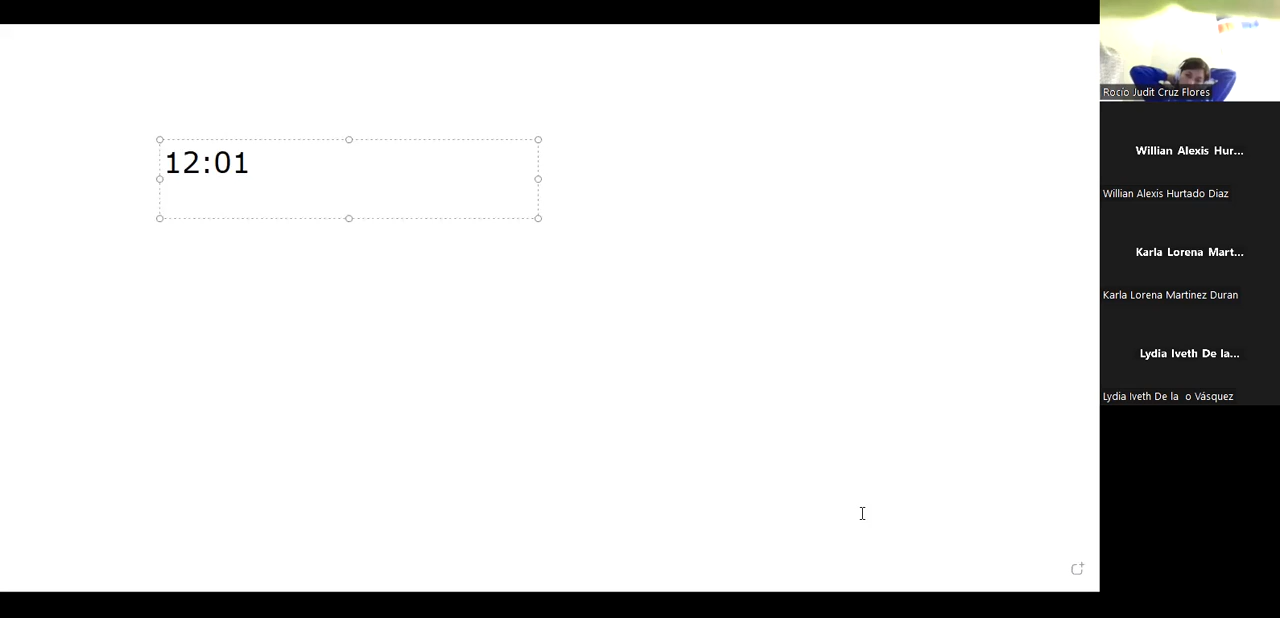 12:01
Rocío Judit Cruz Flores
Willian Alexis Hur...
Willian Alexis Hurtado Diaz
Karla Lorena Mart...
Karla Lorena Martinez Duran
Lydia Iveth De la...
Lydia Iveth De la o Vásquez